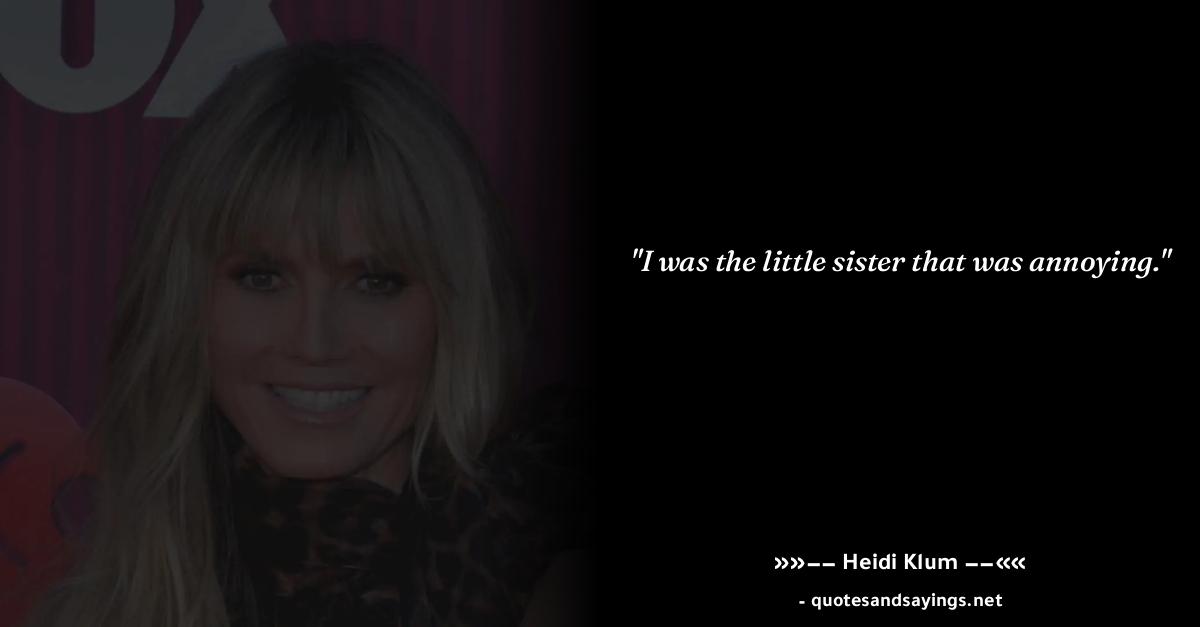 "I was the little sister that was annoying."
»»–– Heidi Klum ––««
- quotesandsayings.net